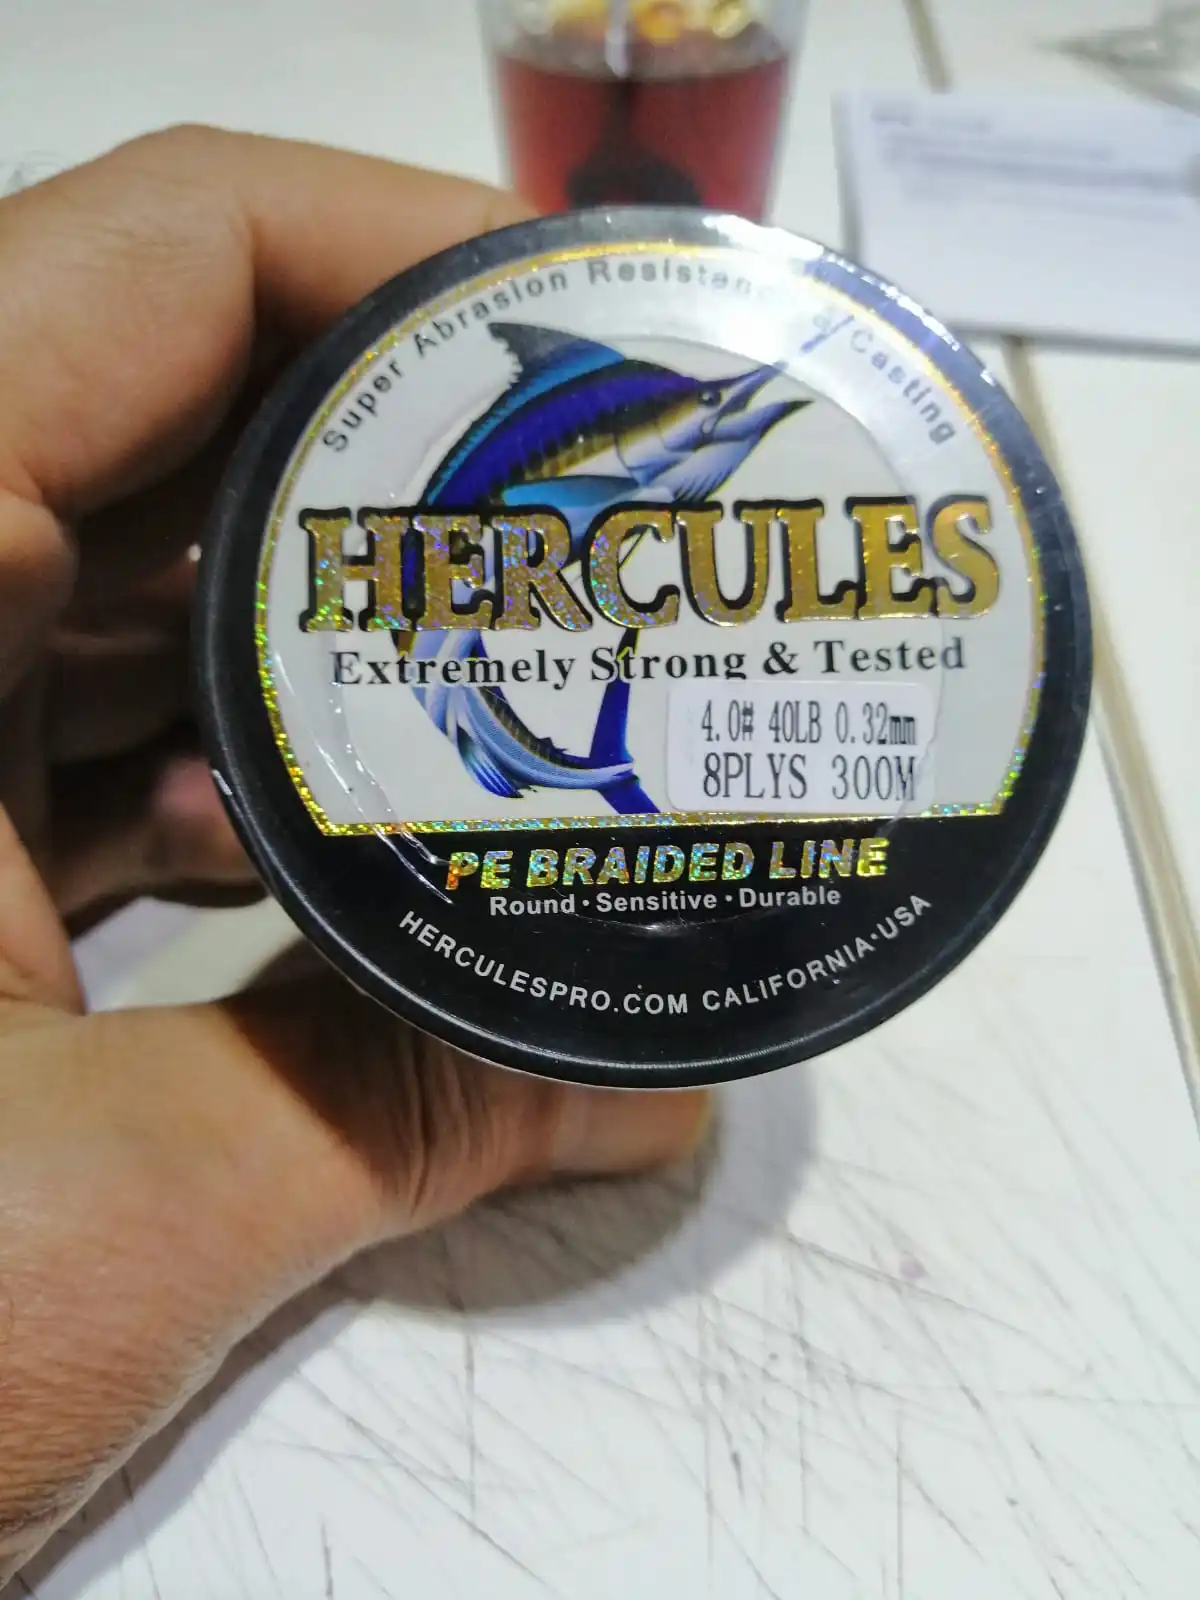 Super Abrasion Resistance & Casting
HERCULES
Extremely Strong & Tested
4.0# 40LB 0.32mm
8PLYS 300M
PE BRAIDED LINE
Round · Sensitive · Durable
HERCULESPRO.COM CALIFORNIA·USA